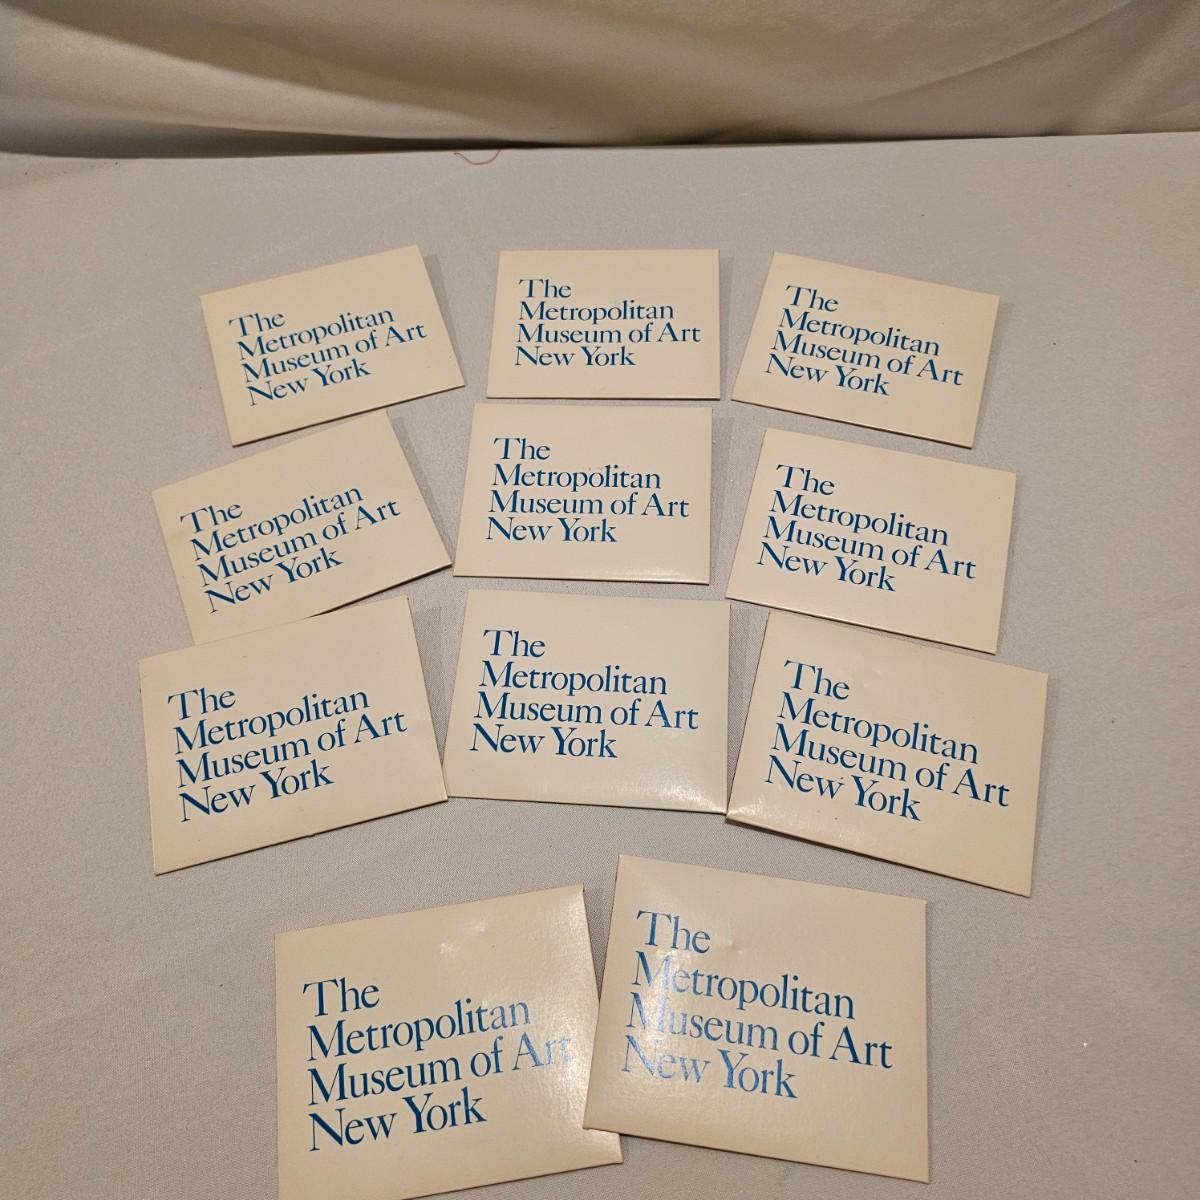 The
Metropolitan
Museum of Art
New York
The
Metropolitan
Museum of Art
New York
The
Metropolitan
Museum of Art
New York
The
Metropolitan
Museum of Art
New York
The
Metropolitan
Museum of Art
New York
The
Metropolitan
Museum of Art
New York
The
Metropolitan
Museum of Art
New York
The
Metropolitan
Museum of Art
New York
The
Metropolitan
Museum of Art
New York
The
Metropolitan
Museum of Art
New York
The
Metropolitan
Museum of Art
New York